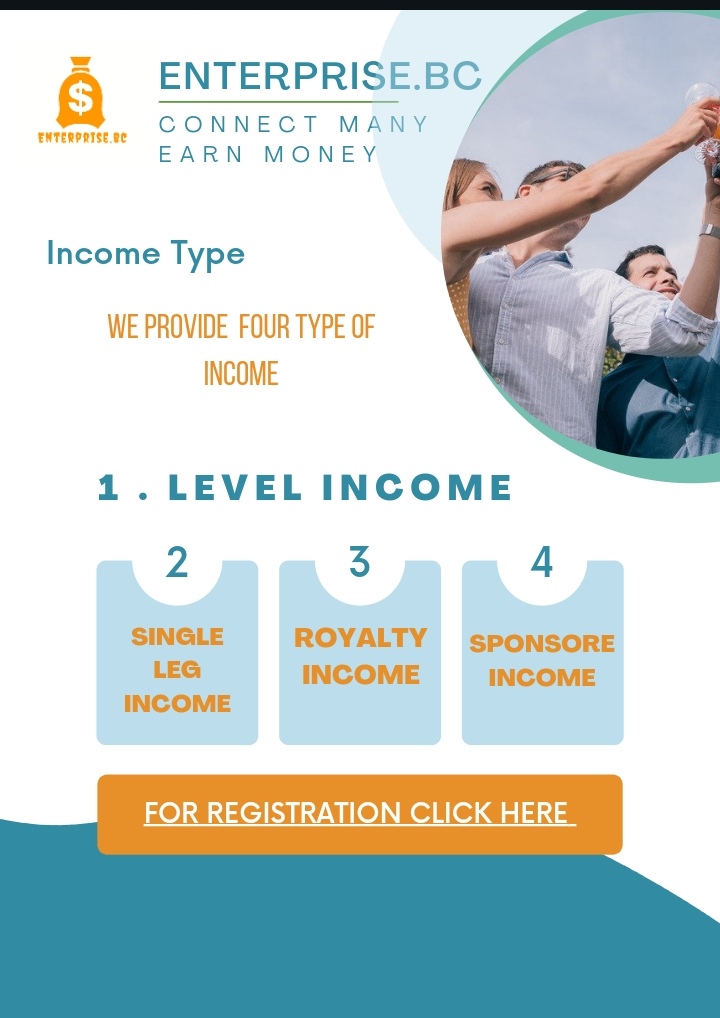 ENTERPRISE.BC
ENTERPRISE.BC
CONNECT MANY
EARN MONEY
Income Type
WE PROVIDE FOUR TYPE OF
INCOME
1 . LEVEL INCOME
2
SINGLE
LEG
INCOME
3
ROYALTY
INCOME
4
SPONSORE
INCOME
FOR REGISTRATION CLICK HERE